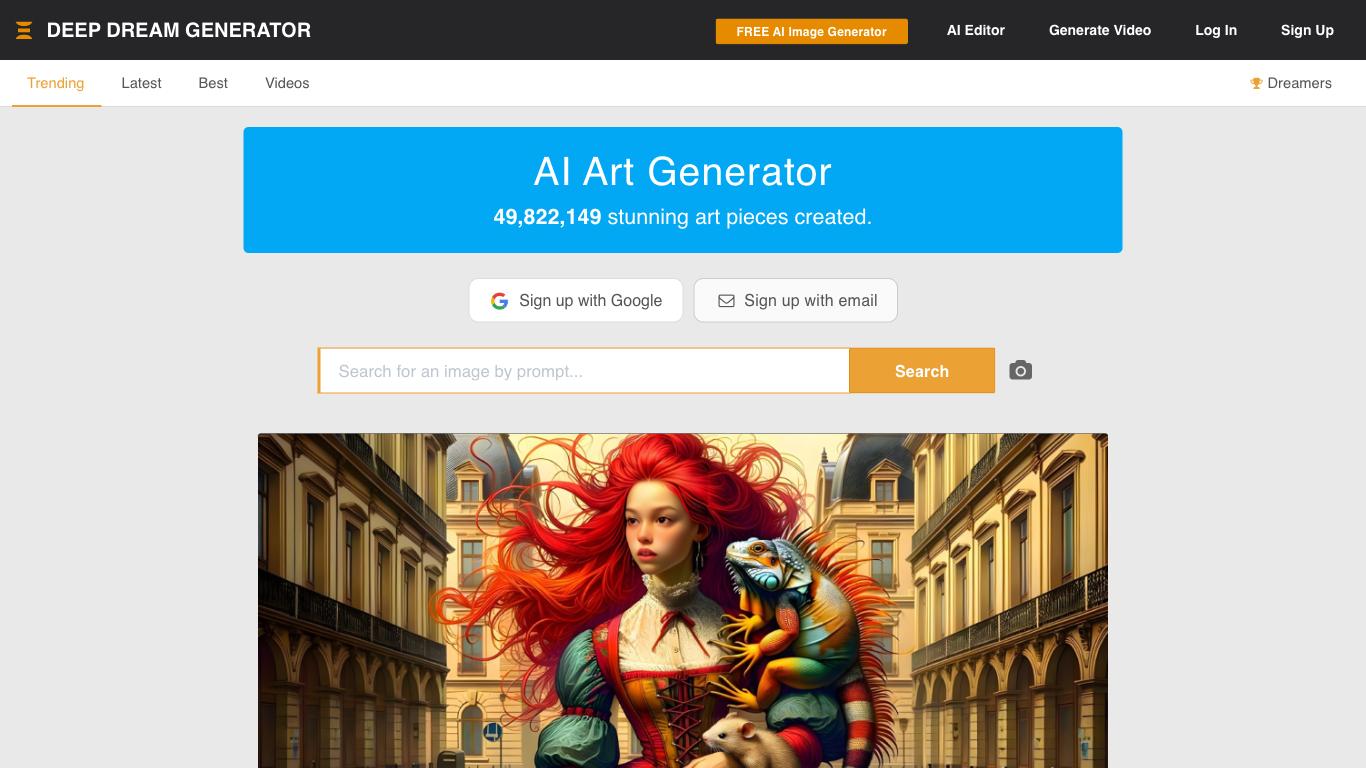 DEEP DREAM GENERATOR
FREE AI Image Generator
AI Editor
Generate Video
Log In
Sign Up
Trending
Latest
Best
Videos
Dreamers
AI Art Generator
49,822,149 stunning art pieces created.
Sign up with Google
Sign up with email
Search for an image by prompt...
Search